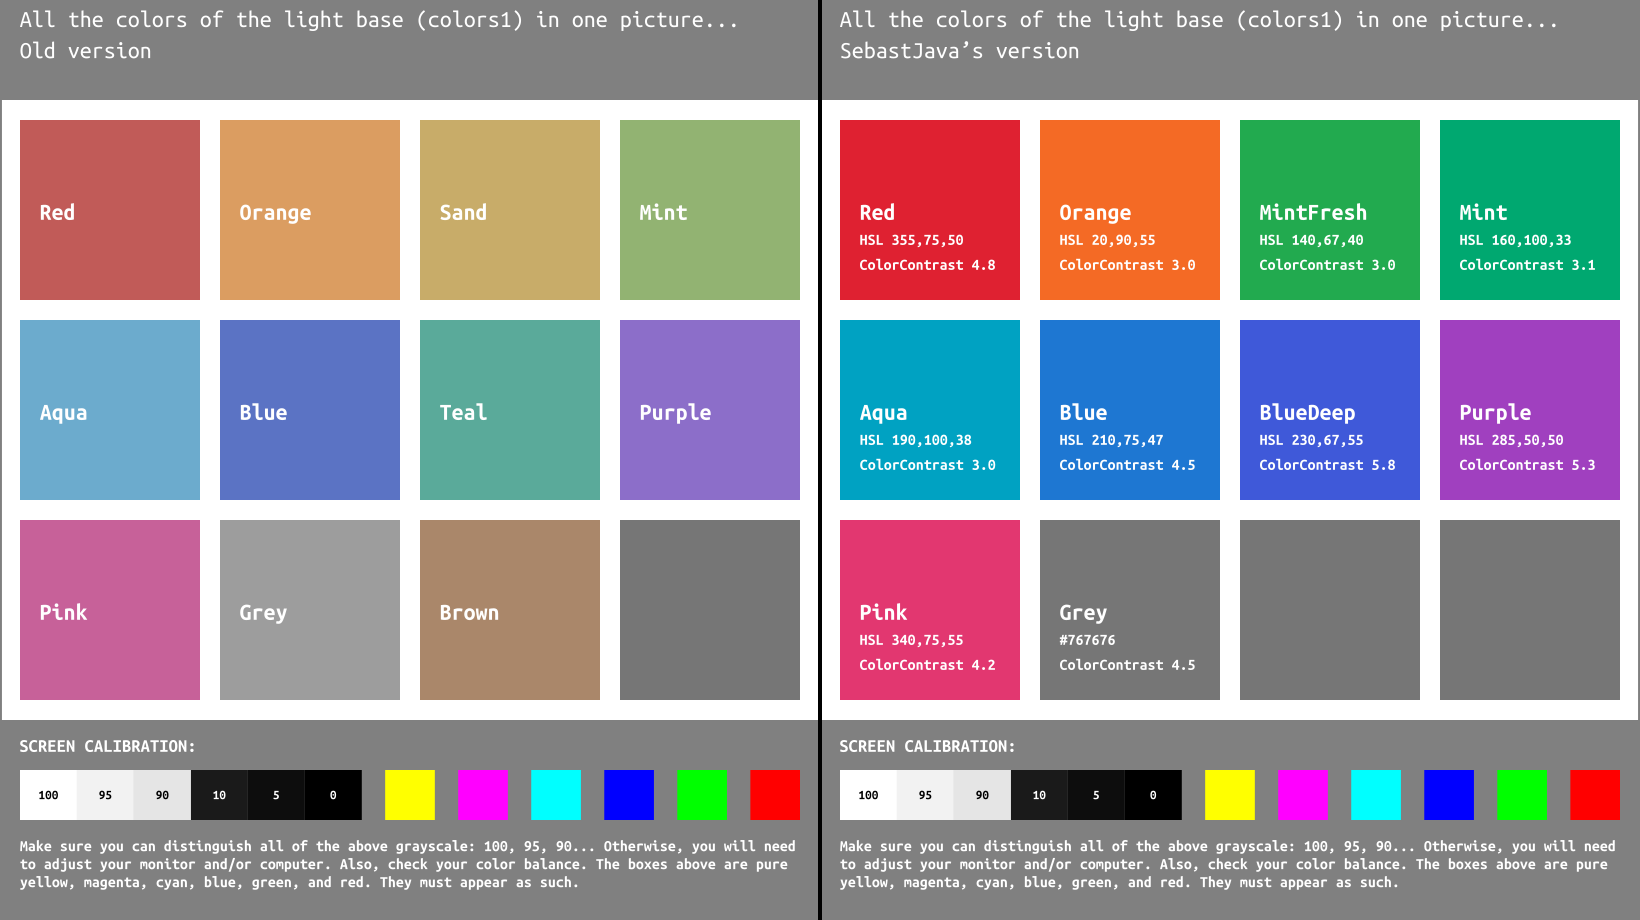 All the colors of the light base (colors1) in one picture...
Old version
Red
Orange
Sand
Mint
Aqua
Blue
Teal
Purple
Pink
Grey
Brown
SCREEN CALIBRATION:
100 95 90 10 5 0
Make sure you can distinguish all of the above grayscale: 100, 95, 90... Otherwise, you will need
to adjust your monitor and/or computer. Also, check your color balance. The boxes above are pure
yellow, magenta, cyan, blue, green, and red. They must appear as such.
All the colors of the light base (colors1) in one picture...
SebastJava’s version
Red
HSL 355,75,50
ColorContrast 4.8
Orange
HSL 20,90,55
ColorContrast 3.0
MintFresh
HSL 140,67,40
ColorContrast 3.0
Mint
HSL 160,100,33
ColorContrast 3.1
Aqua
HSL 190,100,38
ColorContrast 3.0
Blue
HSL 210,75,47
ColorContrast 4.5
BlueDeep
HSL 230,67,55
ColorContrast 5.8
Purple
HSL 285,50,50
ColorContrast 5.3
Pink
HSL 340,75,55
ColorContrast 4.2
Grey
#767676
ColorContrast 4.5
SCREEN CALIBRATION:
100 95 90 10 5 0
Make sure you can distinguish all of the above grayscale: 100, 95, 90... Otherwise, you will need
to adjust your monitor and/or computer. Also, check your color balance. The boxes above are pure
yellow, magenta, cyan, blue, green, and red. They must appear as such.